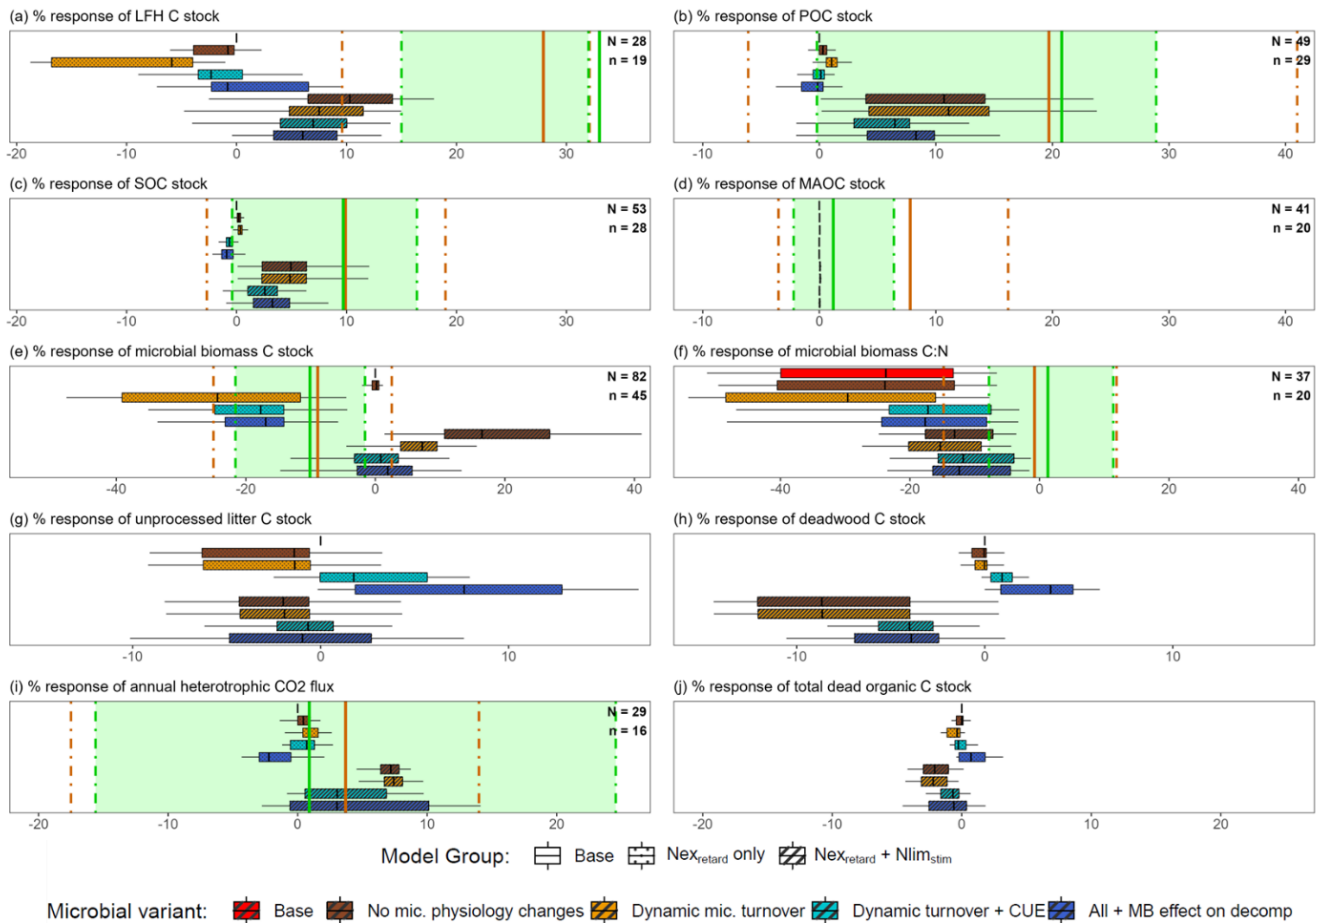 (a) % response of LFH C stock
N = 28
n = 19
-20 -10 0 10 20 30
(b) % response of POC stock
N = 49
n = 29
-10 0 10 20 30 40
(c) % response of SOC stock
N = 53
n = 28
-20 -10 0 10 20 30
(d) % response of MAOC stock
N = 41
n = 20
-10 0 10 20 30 40
(e) % response of microbial biomass C stock
N = 82
n = 45
-40 -20 0 20 40
(f) % response of microbial biomass C:N
N = 37
n = 20
-40 -20 0 20 40
(g) % response of unprocessed litter C stock
-10 0 10
(h) % response of deadwood C stock
-10 0 10
(i) % response of annual heterotrophic CO2 flux
N = 29
n = 16
-20 -10 0 10 20
(j) % response of total dead organic C stock
-20 -10 0 10 20
Model Group: Base Nexretard only Nexretard + Nlimstim
Microbial variant: Base No mic. physiology changes Dynamic mic. turnover Dynamic turnover + CUE All + MB effect on decomp